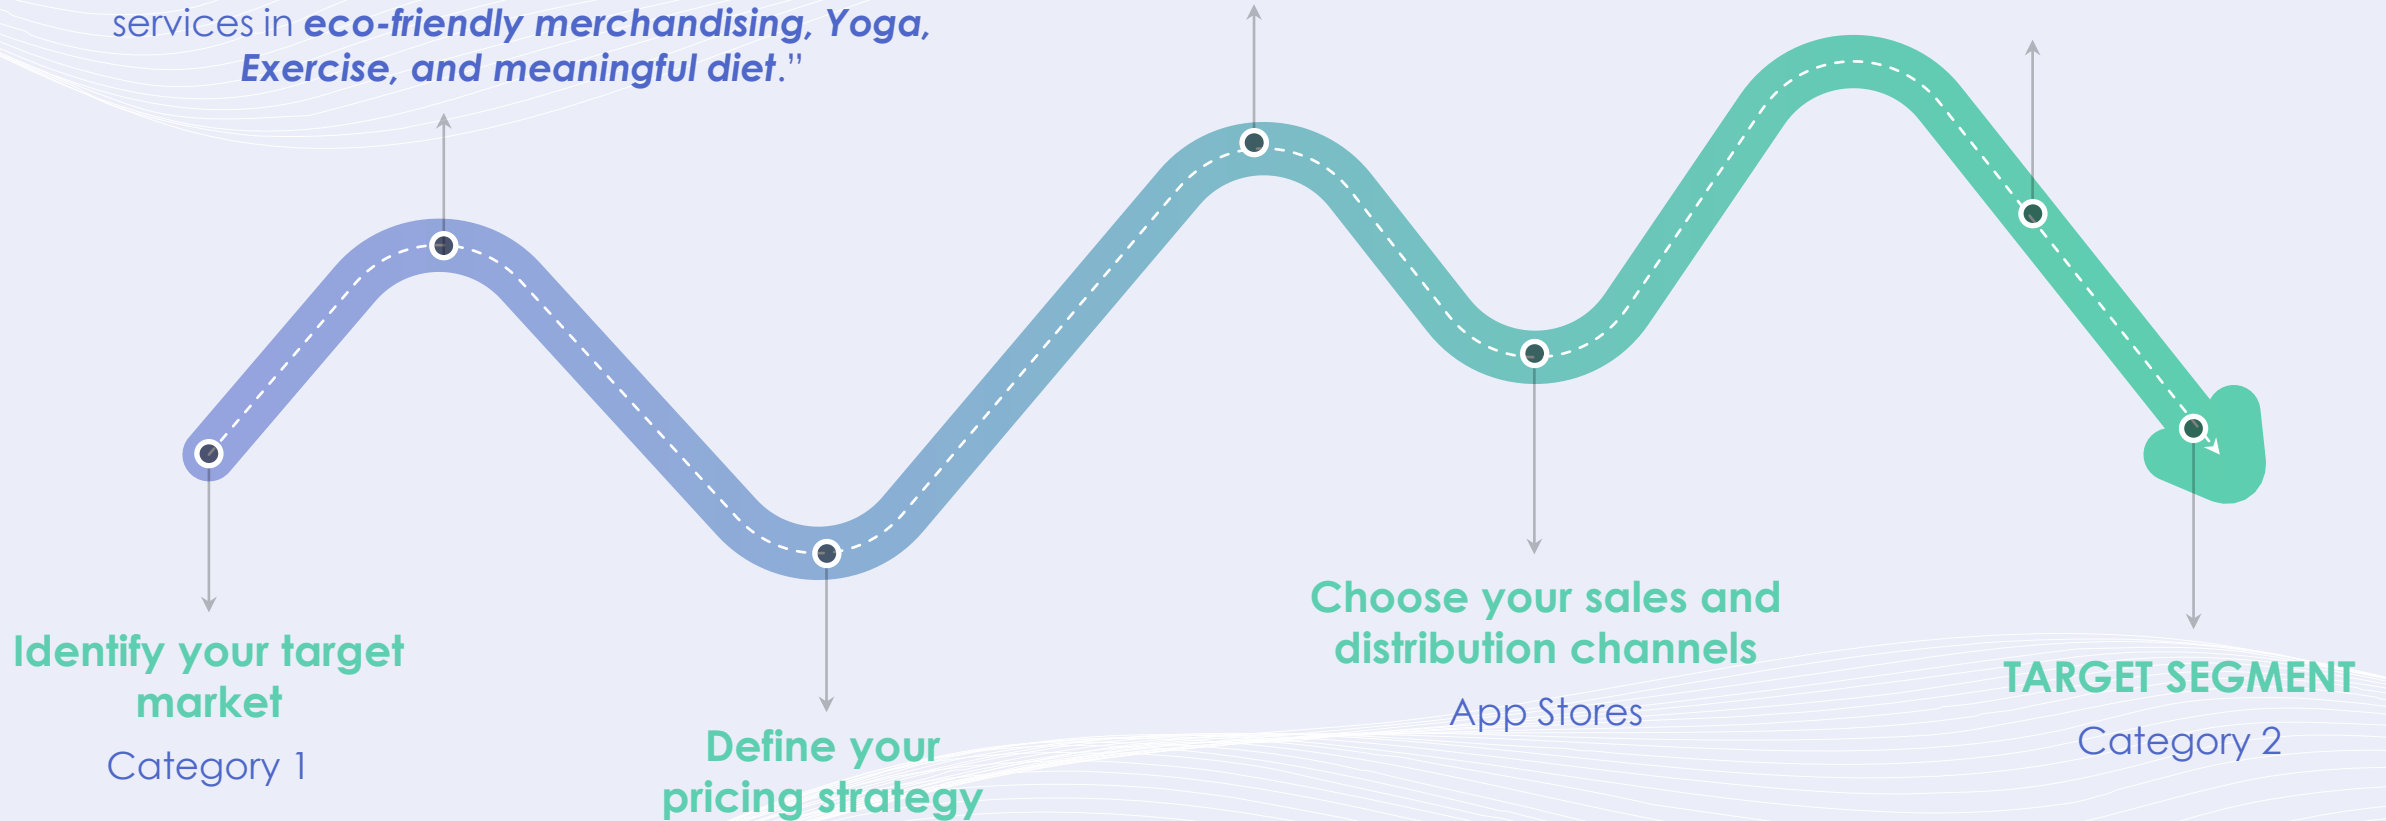 services in eco-friendly merchandising, Yoga,
Exercise, and meaningful diet.”
Identify your target
market
Category 1
Define your
pricing strategy
Choose your sales and
distribution channels
App Stores
TARGET SEGMENT
Category 2